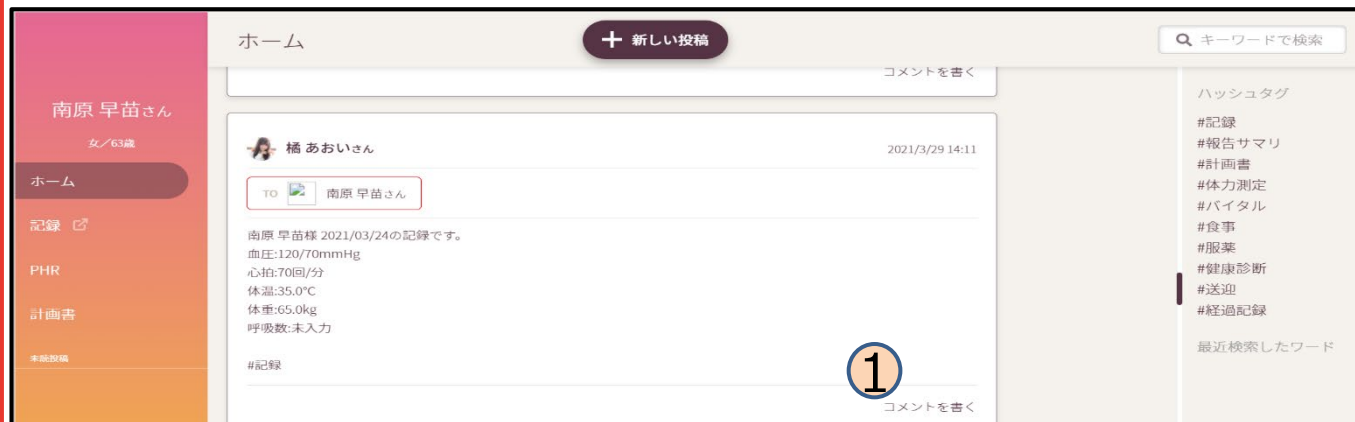 南原 早苗さん
女／63歳
ホーム
記録
PHR
計画書
未読投稿
ホーム
新しい投稿
キーワードで検索
コメントを書く
橘 あおいさん
2021/3/29 14:11
TO 南原 早苗さん
南原 早苗様 2021/03/24の記録です。
血圧:120/70mmHg
心拍:70回/分
体温:35.0℃
体重:65.0kg
呼吸数:未入力
#記録
1
コメントを書く
ハッシュタグ
#記録
#報告サマリ
#計画書
#体力測定
#バイタル
#食事
#服薬
#健康診断
#送迎
#経過記録
最近検索したワード